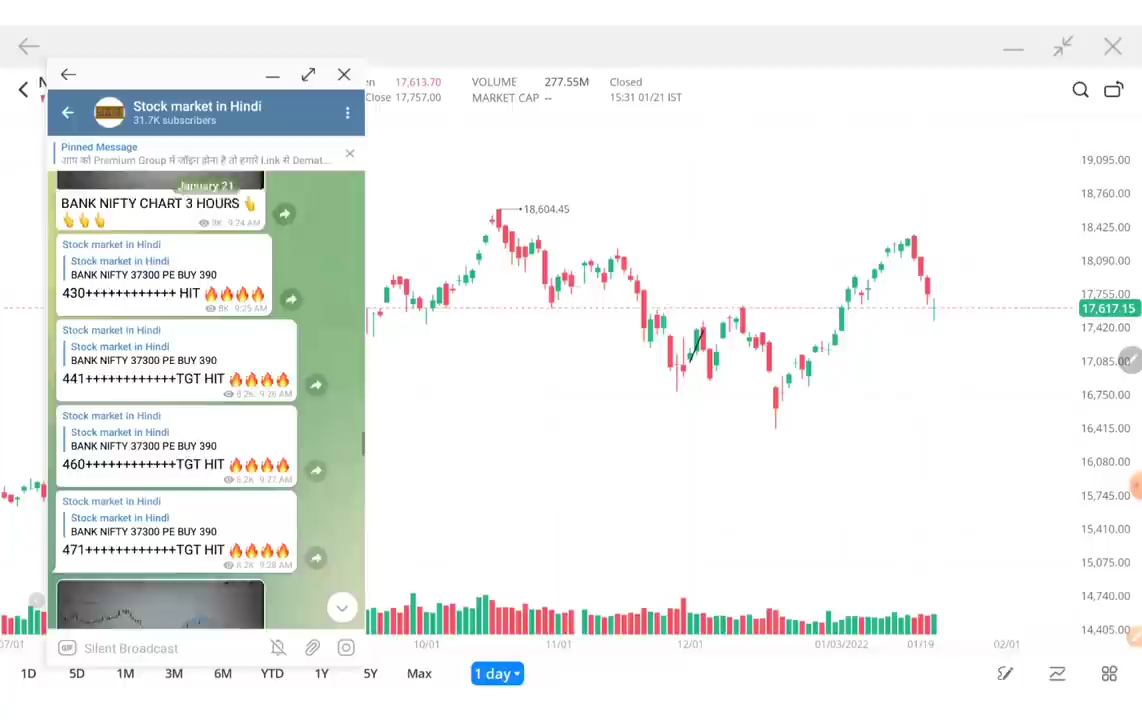 en 17,613.70 VOLUME 277.55M Closed
Close 17,757.00 MARKET CAP -- 15:31 01/21 IST
Stock market in Hindi
31.7K subscribers
Pinned Message
आप को Premium Group में जॉइन होना है तो हमारे Link से Demat...
January 21
BANK NIFTY CHART 3 HOURS 👆
👆👆👆
8K 9:24 AM
Stock market in Hindi
Stock market in Hindi
BANK NIFTY 37300 PE BUY 390
430++++++++++++ HIT 🔥🔥🔥🔥
8K 9:25 AM
Stock market in Hindi
Stock market in Hindi
BANK NIFTY 37300 PE BUY 390
441++++++++++++TGT HIT 🔥🔥🔥🔥
8.2K 9:26 AM
Stock market in Hindi
Stock market in Hindi
BANK NIFTY 37300 PE BUY 390
460++++++++++++TGT HIT 🔥🔥🔥🔥
8.2K 9:27 AM
Stock market in Hindi
Stock market in Hindi
BANK NIFTY 37300 PE BUY 390
471++++++++++++TGT HIT 🔥🔥🔥🔥
8.2K 9:28 AM
GIF Silent Broadcast
18,604.45
19,095.00
18,760.00
18,425.00
18,090.00
17,755.00
17,617.15
17,420.00
17,085.00
16,750.00
16,415.00
16,080.00
15,745.00
15,410.00
15,075.00
14,740.00
14,405.00
07/01 10/01 11/01 12/01 01/03/2022 01/19 02/01
1D 5D 1M 3M 6M YTD 1Y 5Y Max 1 day